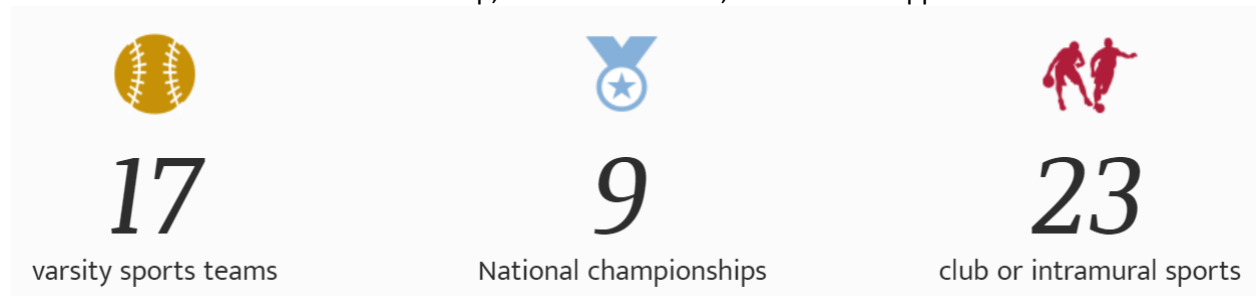 17
9
23
varsity sports teams
National championships
club or intramural sports